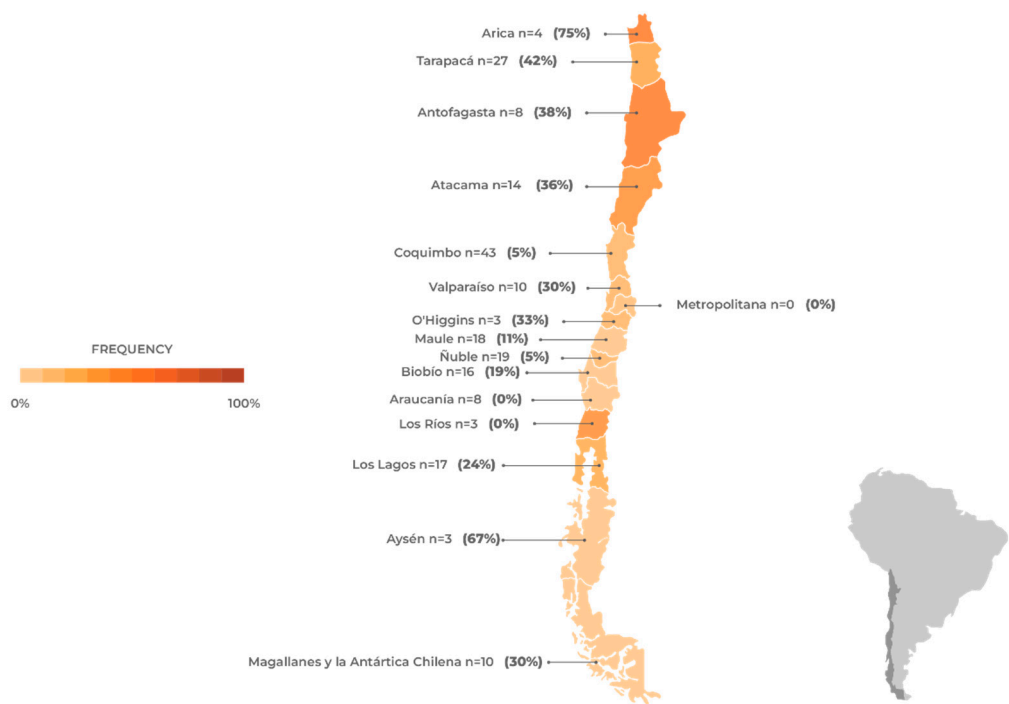 Arica n=4 (75%)
Tarapacá n=27 (42%)
Antofagasta n=8 (38%)
Atacama n=14 (36%)
Coquimbo n=43 (5%)
Valparaíso n=10 (30%)
Metropolitana n=0 (0%)
O'Higgins n=3 (33%)
Maule n=18 (11%)
Ñuble n=19 (5%)
Biobío n=16 (19%)
Araucanía n=8 (0%)
Los Ríos n=3 (0%)
Los Lagos n=17 (24%)
Aysén n=3 (67%)
Magallanes y la Antártica Chilena n=10 (30%)
FREQUENCY
0% 100%